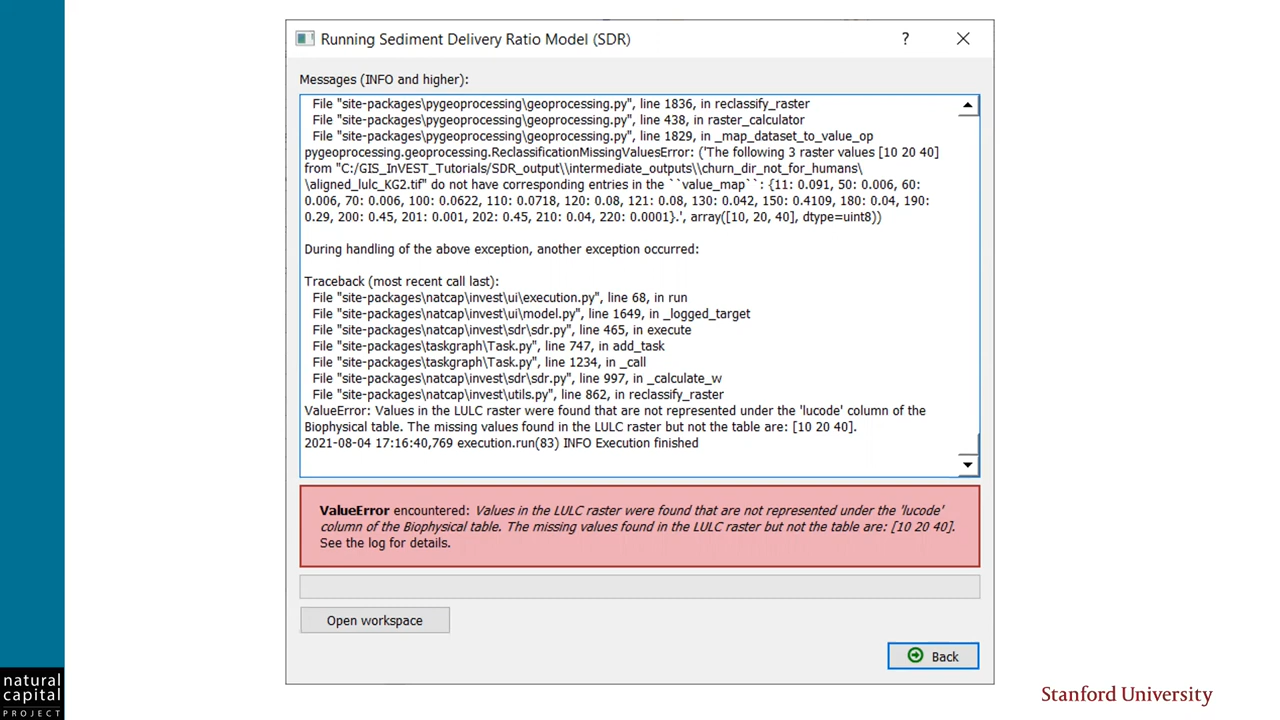 Running Sediment Delivery Ratio Model (SDR)
?
Messages (INFO and higher):
File "site-packages\pygeoprocessing\geoprocessing.py", line 1836, in reclassify_raster
File "site-packages\pygeoprocessing\geoprocessing.py", line 438, in raster_calculator
File "site-packages\pygeoprocessing\geoprocessing.py", line 1829, in _map_dataset_to_value_op
pygeoprocessing.geoprocessing.ReclassificationMissingValuesError: ('The following 3 raster values [10 20 40]
from "C:/GIS_InVEST_Tutorials/SDR_output\\intermediate_outputs\\churn_dir_not_for_humans\
\aligned_lulc_KG2.tif" do not have corresponding entries in the ``value_map``: {11: 0.091, 50: 0.006, 60:
0.006, 70: 0.006, 100: 0.0622, 110: 0.0718, 120: 0.08, 121: 0.08, 130: 0.042, 150: 0.4109, 180: 0.04, 190:
0.29, 200: 0.45, 201: 0.001, 202: 0.45, 210: 0.04, 220: 0.0001}.', array([10, 20, 40], dtype=uint8))
During handling of the above exception, another exception occurred:
Traceback (most recent call last):
File "site-packages\natcap\invest\ui\execution.py", line 68, in run
File "site-packages\natcap\invest\ui\model.py", line 1649, in _logged_target
File "site-packages\natcap\invest\sdr\sdr.py", line 465, in execute
File "site-packages\taskgraph\Task.py", line 747, in add_task
File "site-packages\taskgraph\Task.py", line 1234, in _call
File "site-packages\natcap\invest\sdr\sdr.py", line 997, in _calculate_w
File "site-packages\natcap\invest\utils.py", line 862, in reclassify_raster
ValueError: Values in the LULC raster were found that are not represented under the 'lucode' column of the
Biophysical table. The missing values found in the LULC raster but not the table are: [10 20 40].
2021-08-04 17:16:40,769 execution.run(83) INFO Execution finished
ValueError encountered: Values in the LULC raster were found that are not represented under the 'lucode'
column of the Biophysical table. The missing values found in the LULC raster but not the table are: [10 20 40].
See the log for details.
Open workspace
Back
natural
capital
PROJECT
Stanford University